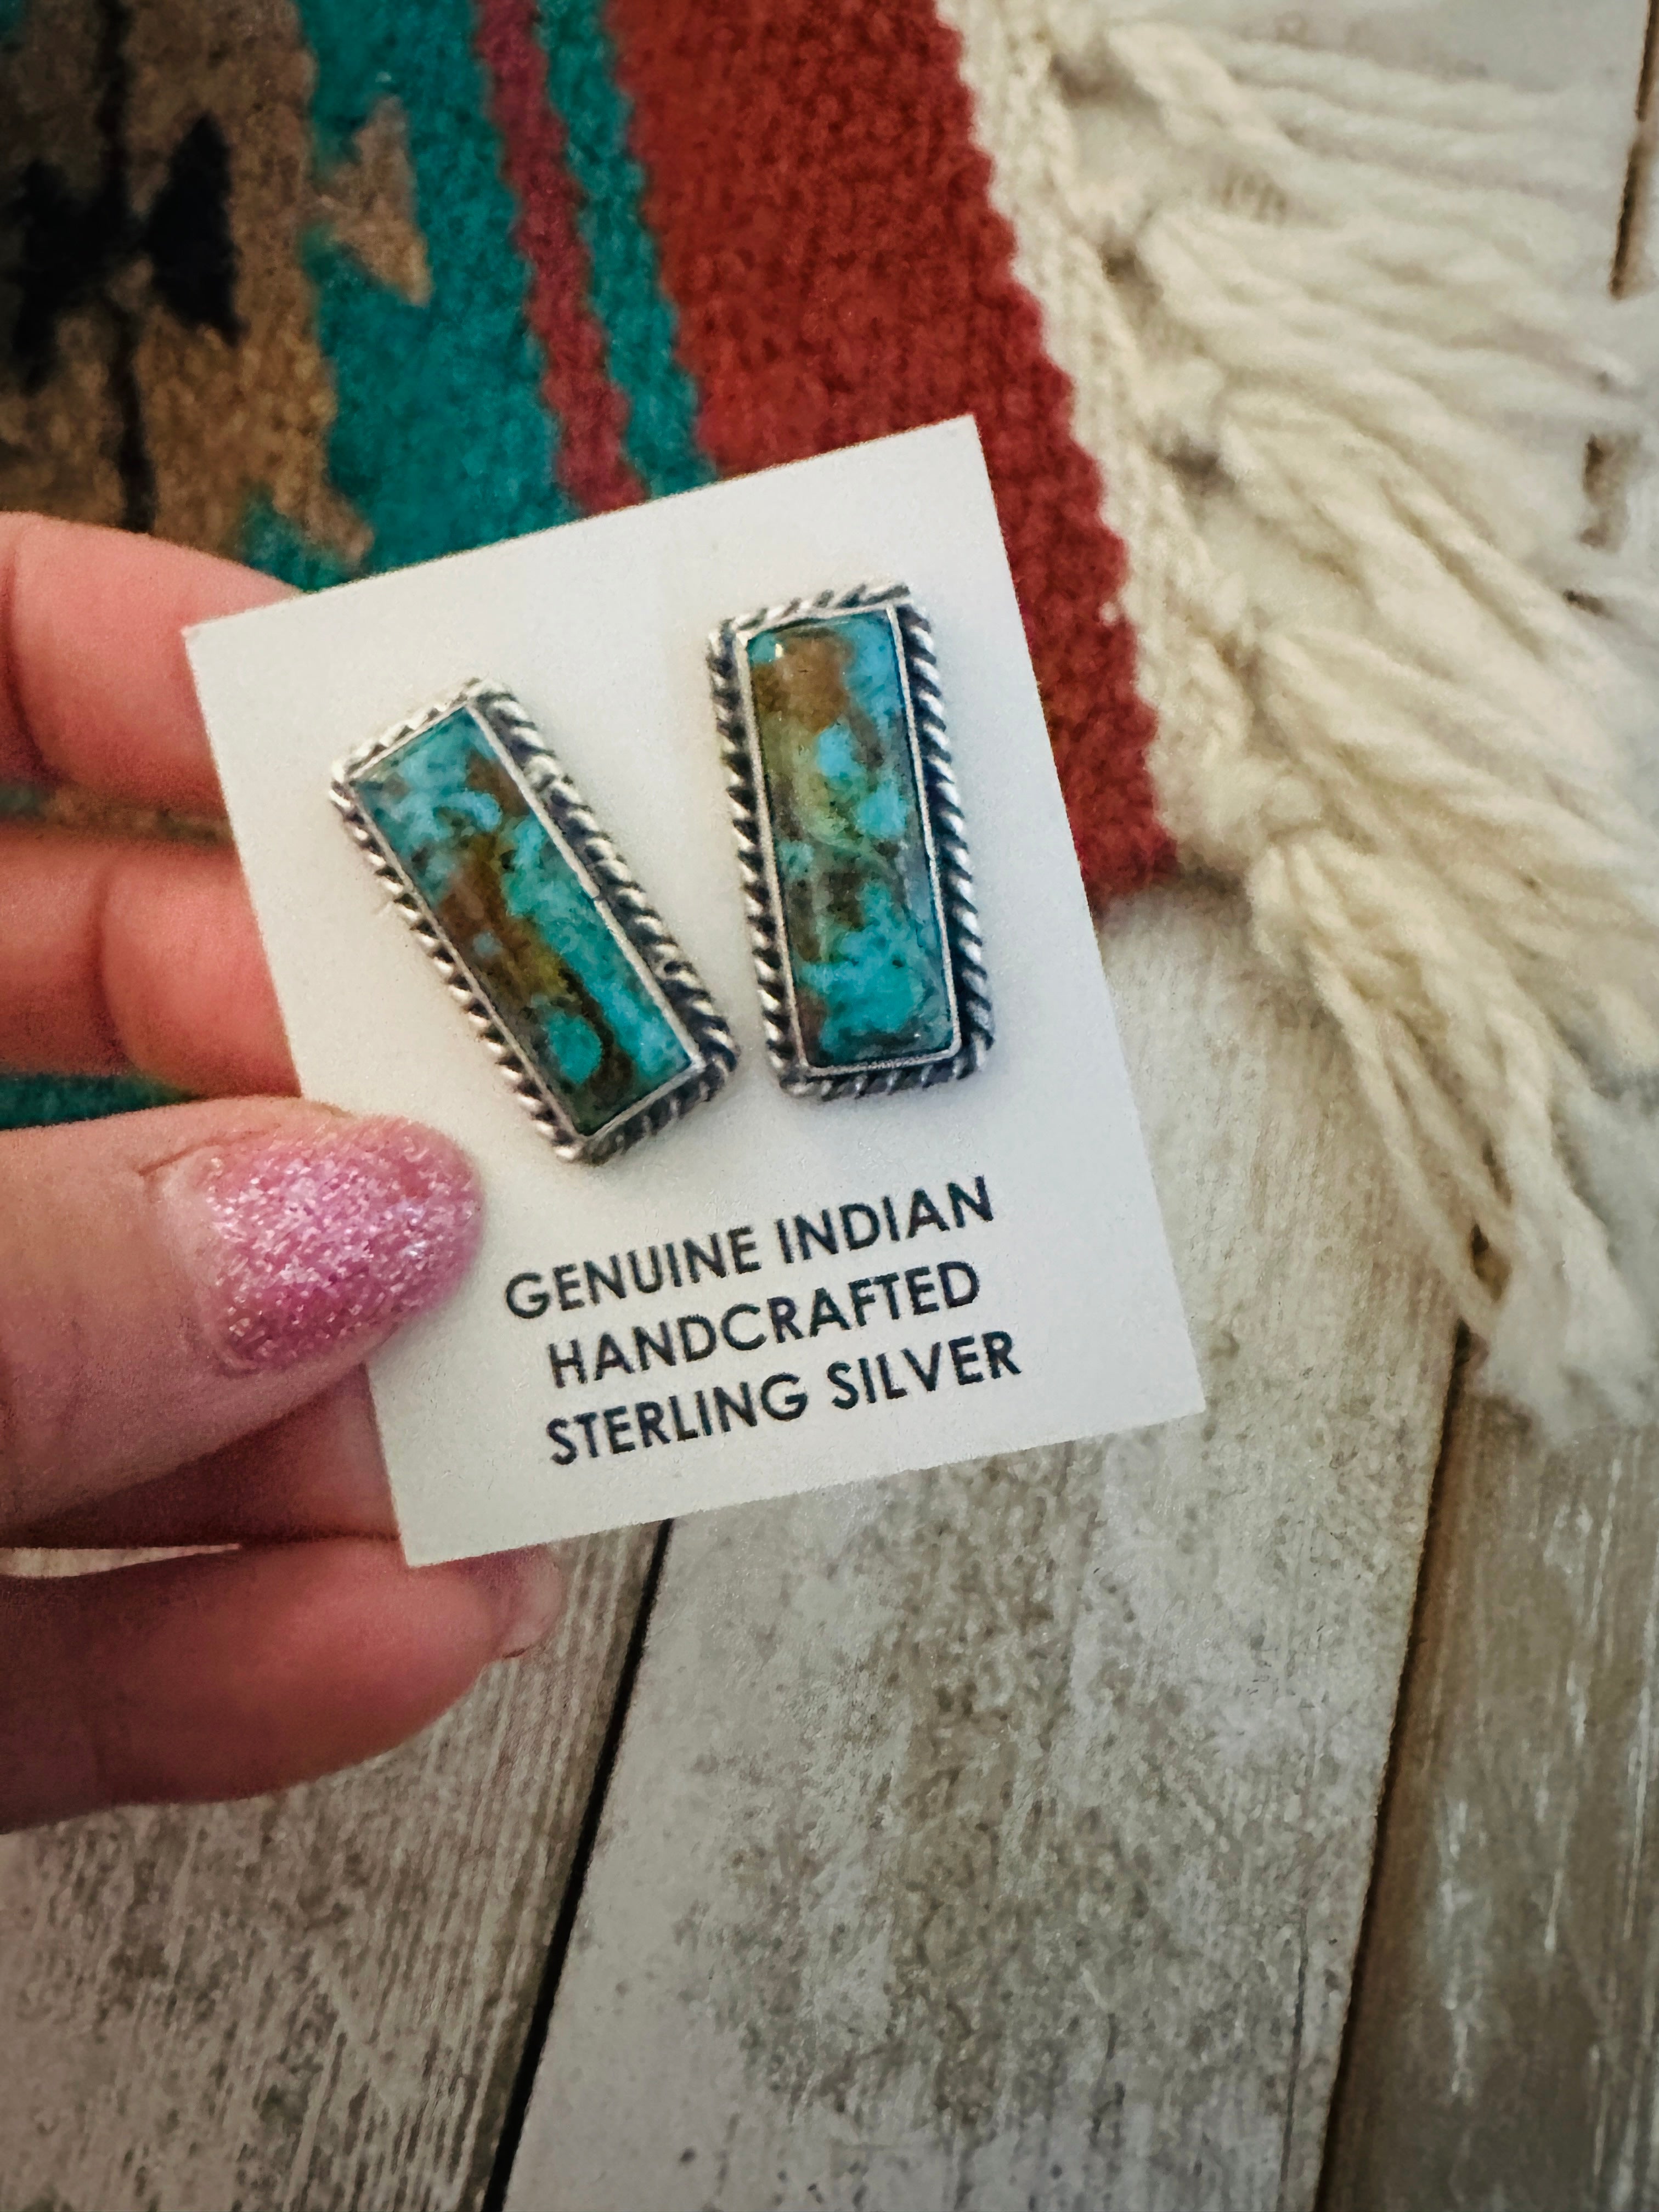 GENUINE INDIAN
HANDCRAFTED
STERLING SILVER